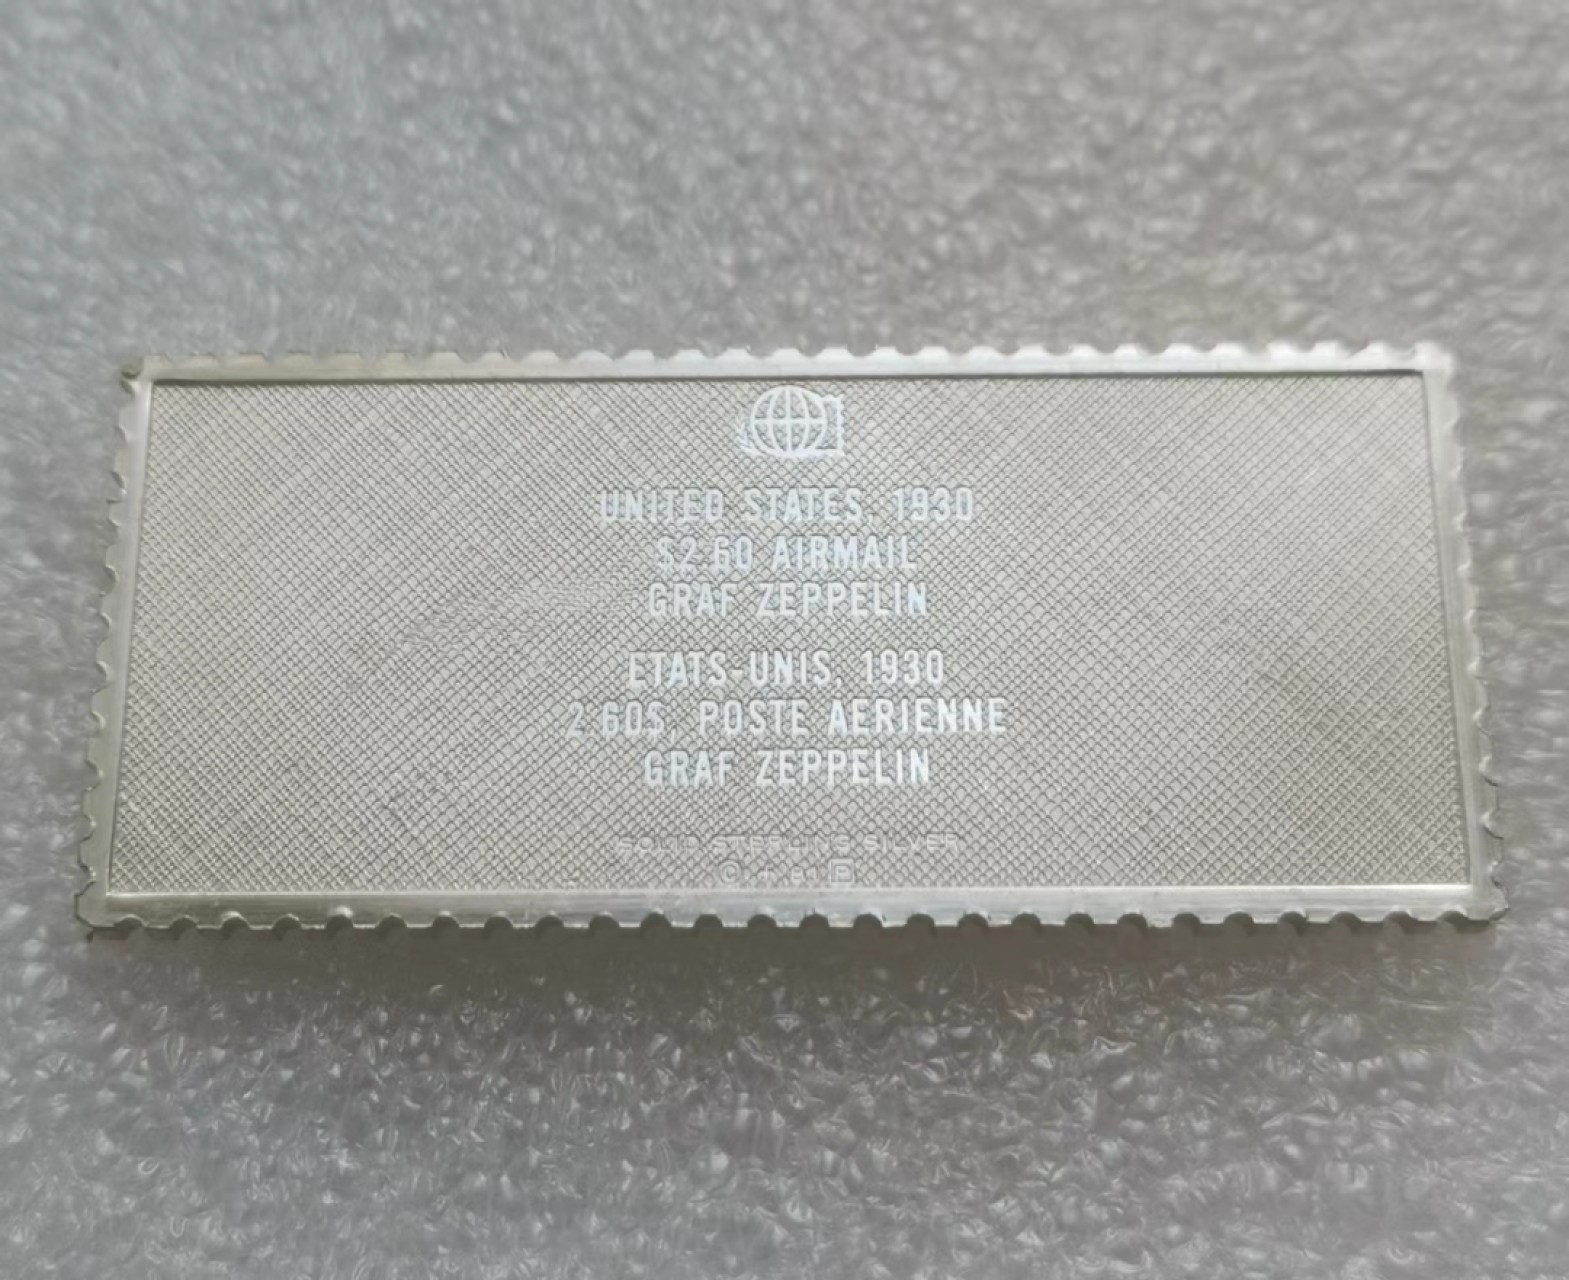 UNITED STATES, 1930
$2.60 AIRMAIL
GRAF ZEPPELIN
ETATS-UNIS, 1930
2.60$, POSTE AERIENNE
GRAF ZEPPELIN
SOLID STERLING SILVER